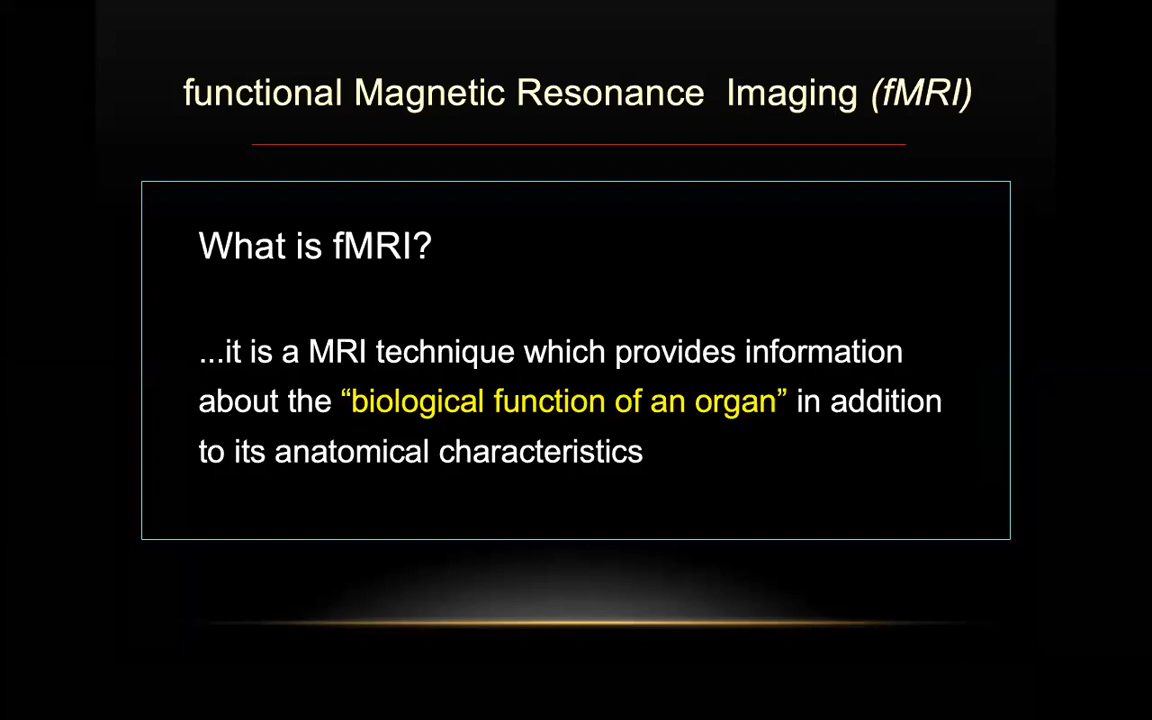 functional Magnetic Resonance  Imaging (fMRI)
What is fMRI?
...it is a MRI technique which provides information
about the “biological function of an organ” in addition
to its anatomical characteristics